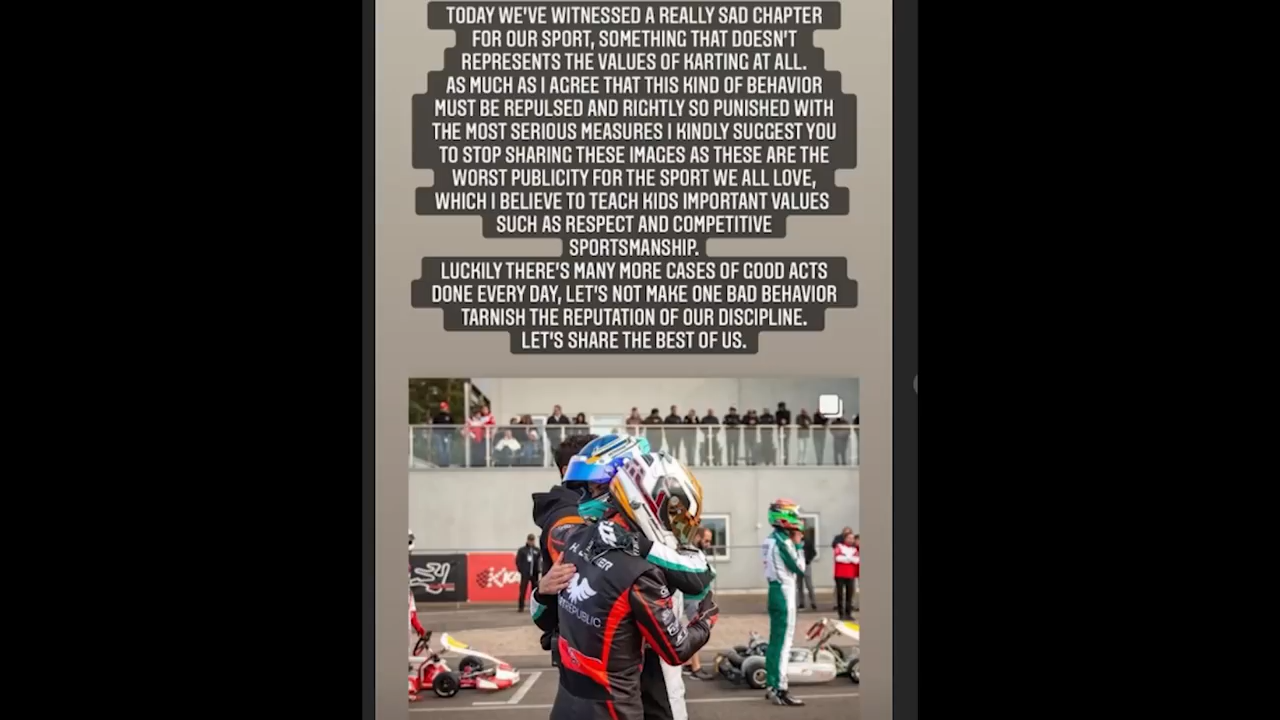 TODAY WE'VE WITNESSED A REALLY SAD CHAPTER
FOR OUR SPORT, SOMETHING THAT DOESN'T
REPRESENTS THE VALUES OF KARTING AT ALL.
AS MUCH AS I AGREE THAT THIS KIND OF BEHAVIOR
MUST BE REPULSED AND RIGHTLY SO PUNISHED WITH
THE MOST SERIOUS MEASURES I KINDLY SUGGEST YOU
TO STOP SHARING THESE IMAGES AS THESE ARE THE
WORST PUBLICITY FOR THE SPORT WE ALL LOVE,
WHICH I BELIEVE TO TEACH KIDS IMPORTANT VALUES
SUCH AS RESPECT AND COMPETITIVE
SPORTSMANSHIP.
LUCKILY THERE'S MANY MORE CASES OF GOOD ACTS
DONE EVERY DAY, LET'S NOT MAKE ONE BAD BEHAVIOR
TARNISH THE REPUTATION OF OUR DISCIPLINE.
LET'S SHARE THE BEST OF US.